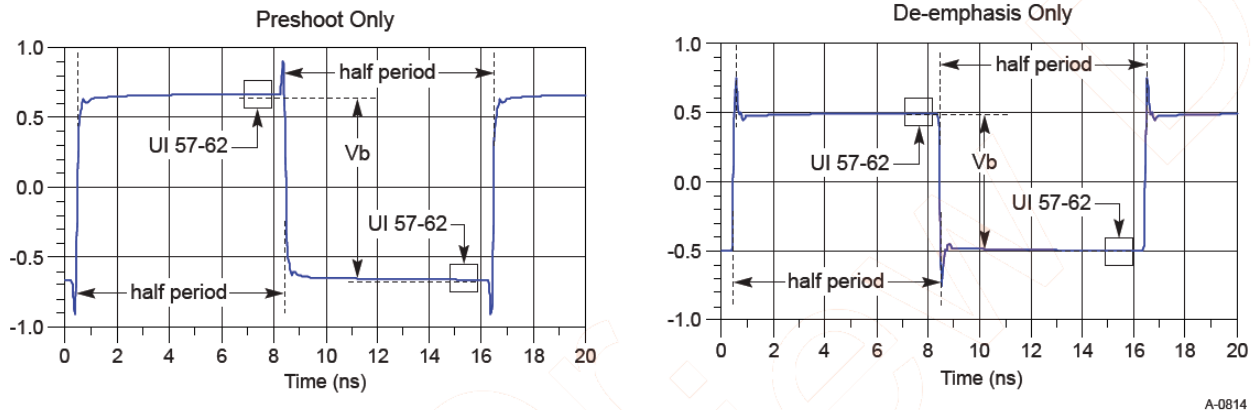 Preshoot Only
1.0
0.5
0.0
-0.5
-1.0
half period
UI 57-62
Vb
UI 57-62
half period
0 2 4 6 8 10 12 14 16 18 20
Time (ns)
De-emphasis Only
1.0
0.5
0.0
-0.5
-1.0
half period
UI 57-62
Vb
UI 57-62
half period
0 2 4 6 8 10 12 14 16 18 20
Time (ns)
A-0814